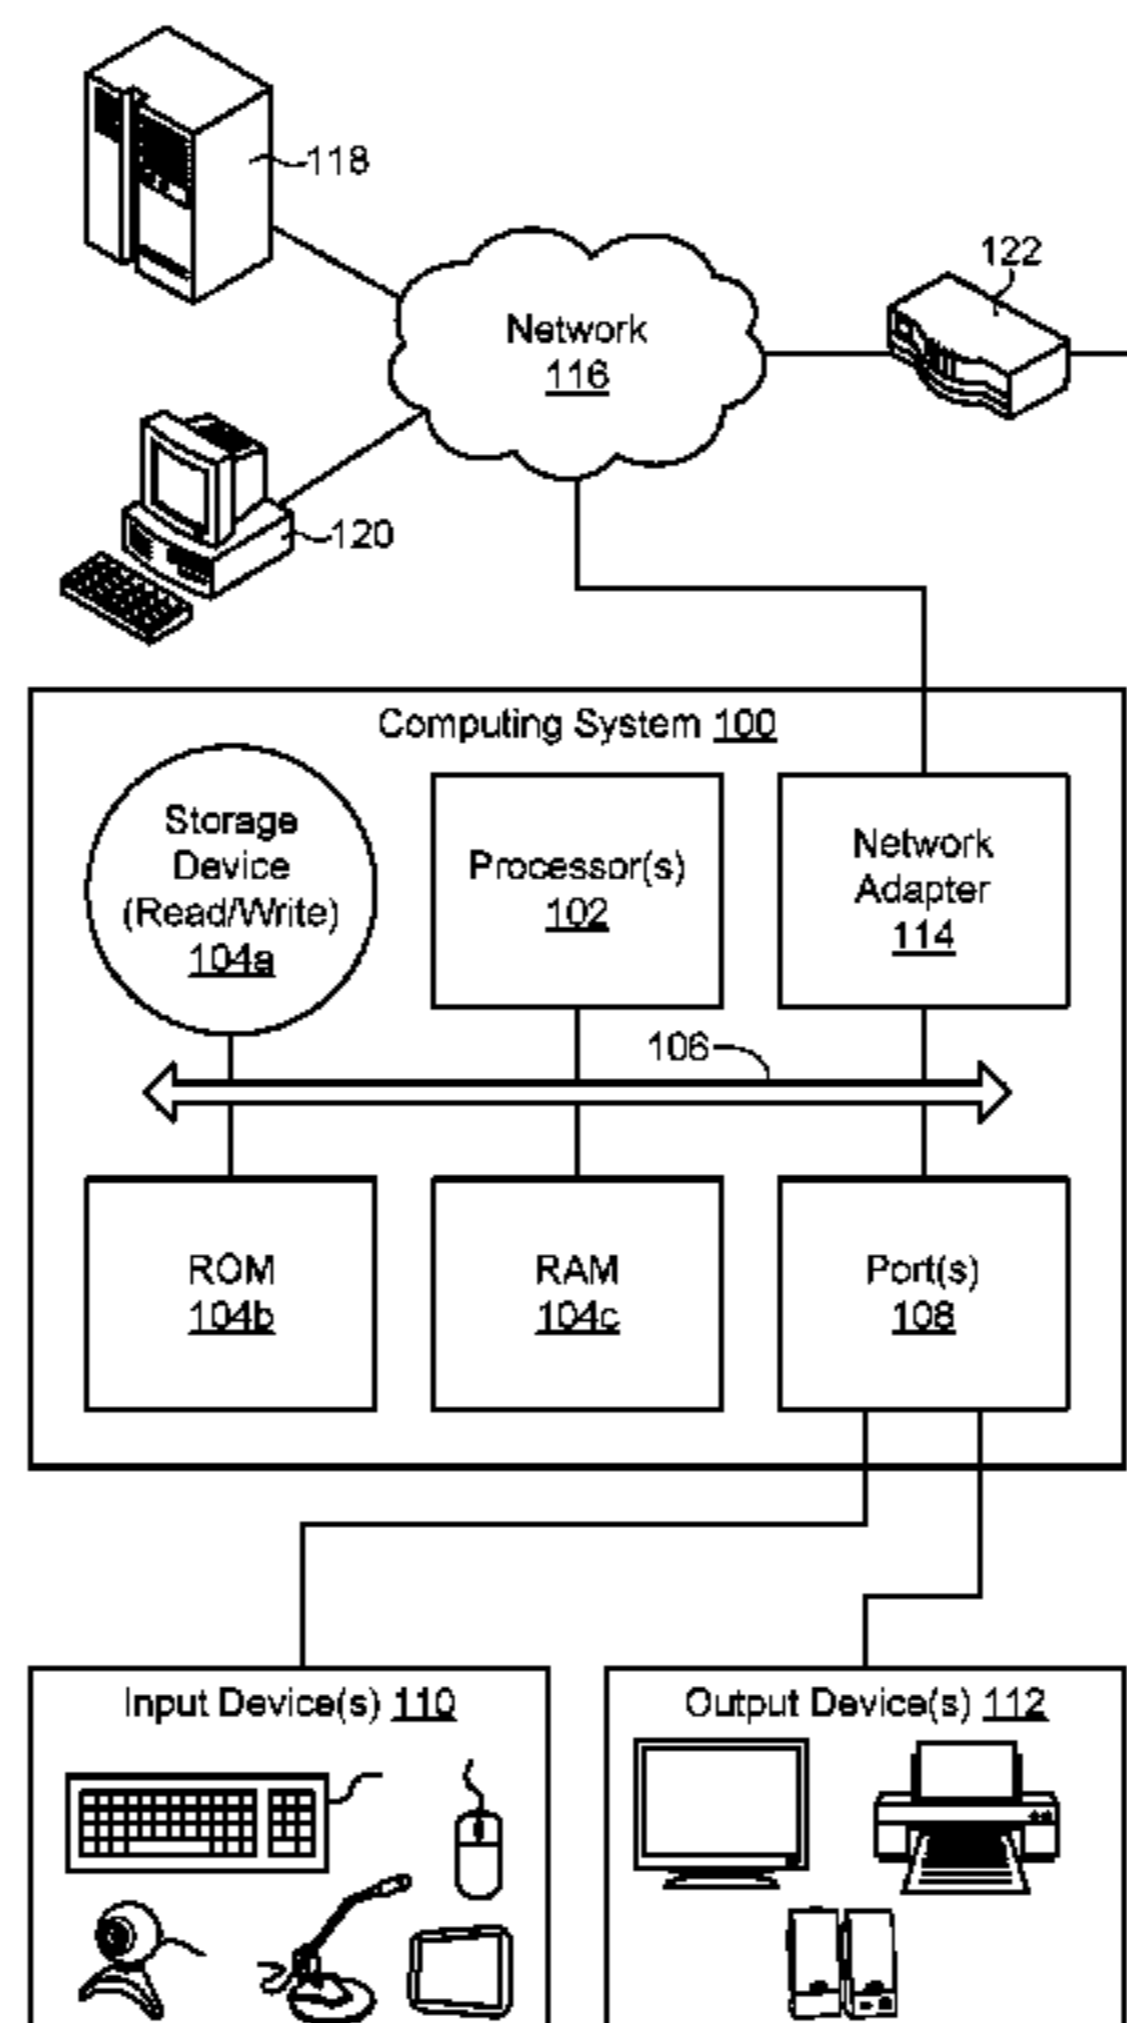 118
122
Network
116
120
Computing System 100
Storage
Device
(Read/Write)
104a
Processor(s)
102
Network
Adapter
114
106
ROM
104b
RAM
104c
Port(s)
108
Input Device(s) 110
Output Device(s) 112